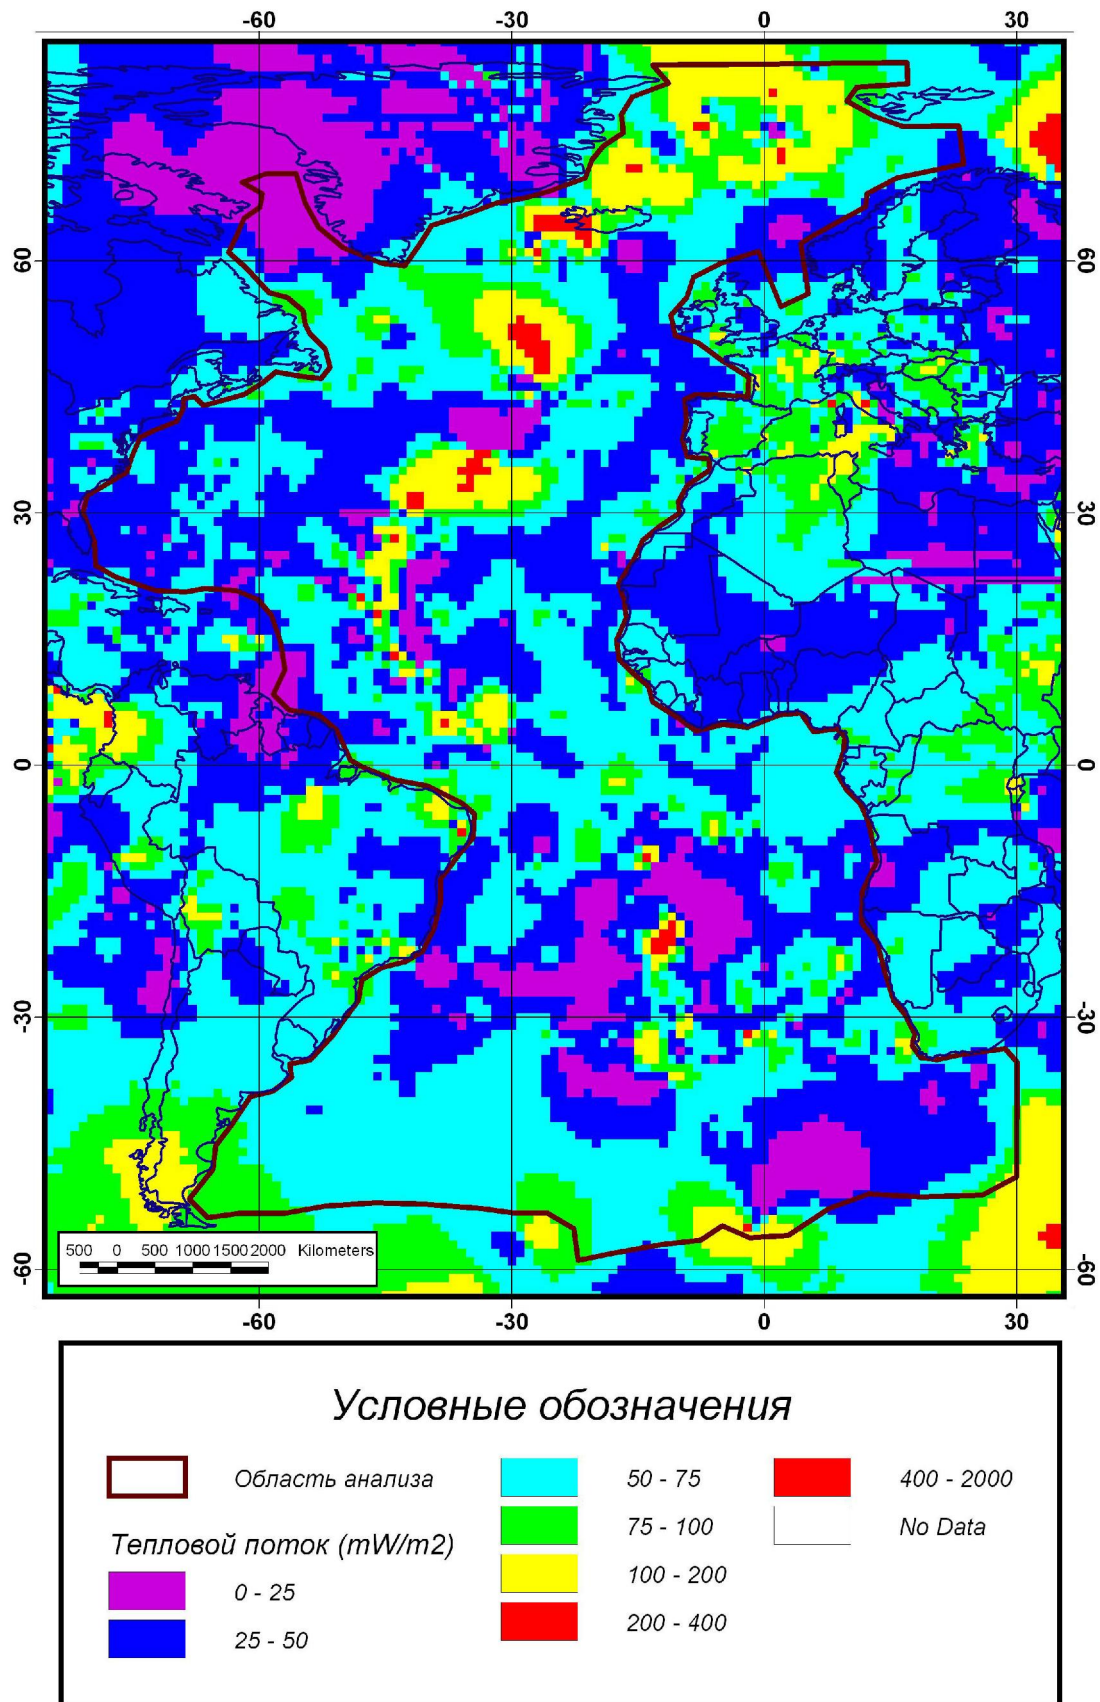 -60 -30 0 30
60 60
30 30
0 0
-30 -30
500 0 500 1000 1500 2000 Kilometers
-60 -60
-60 -30 0 30
Условные обозначения
Область анализа
Тепловой поток (mW/m2)
0 - 25
25 - 50
50 - 75
75 - 100
100 - 200
200 - 400
400 - 2000
No Data